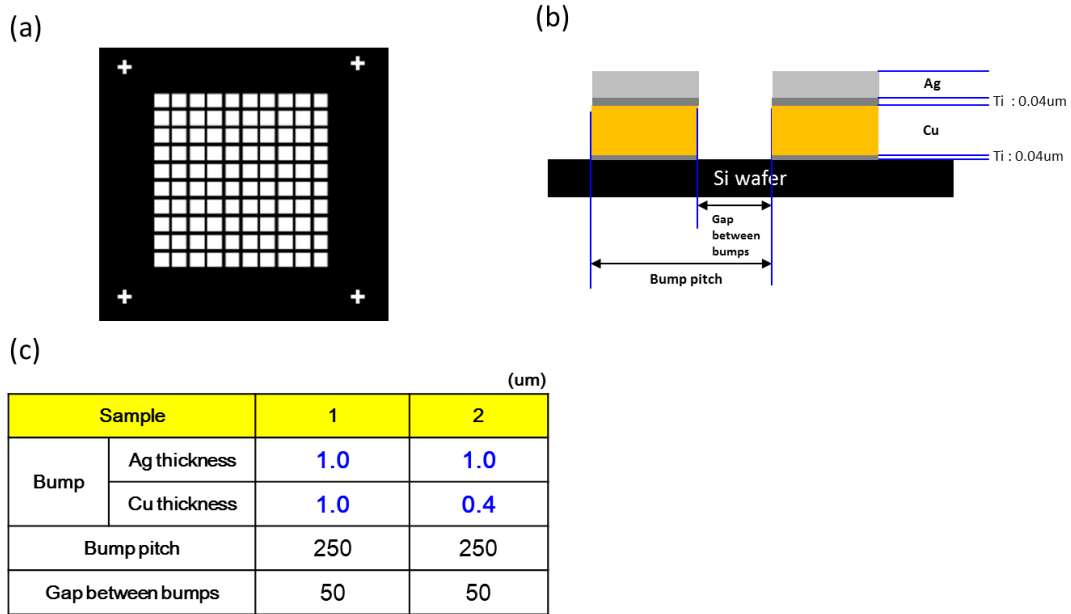 (a)
(b)
Ag
Ti : 0.04um
Cu
Ti : 0.04um
Si wafer
Gap
between
bumps
Bump pitch
(c)
(um)
Sample 1 2
Bump Ag thickness 1.0 1.0
Cu thickness 1.0 0.4
Bump pitch 250 250
Gap between bumps 50 50